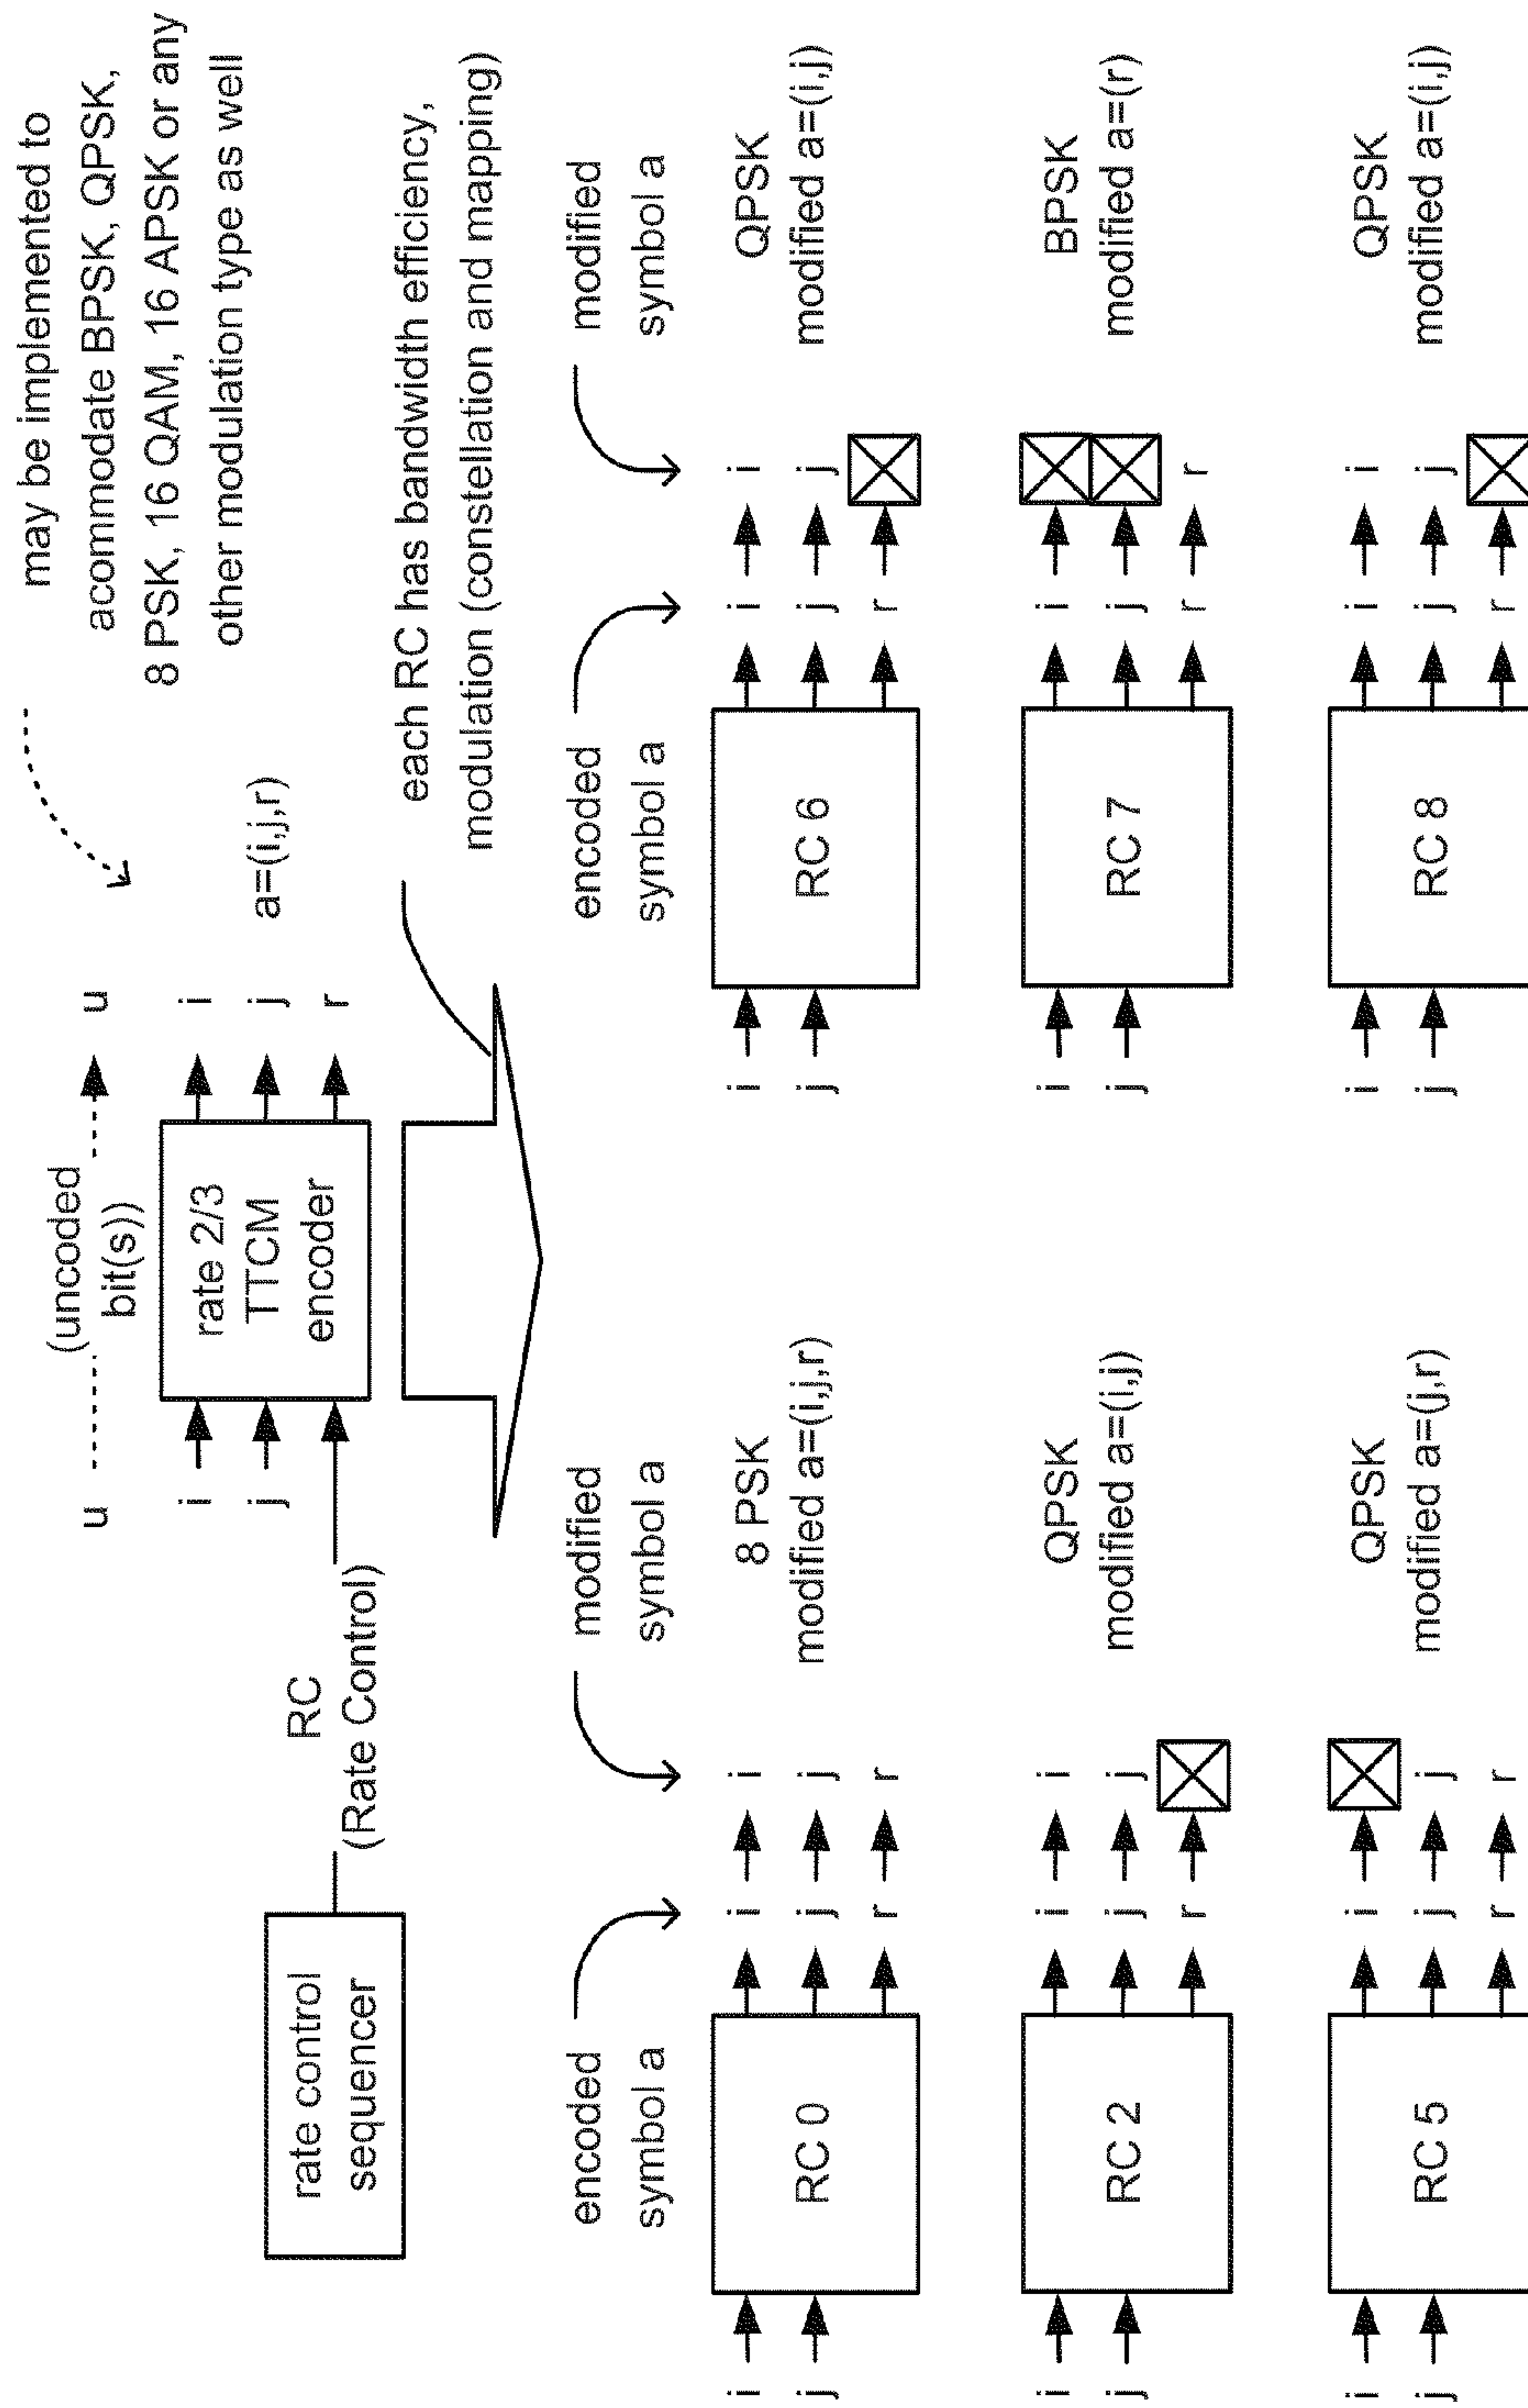 may be implemented to
acommodate BPSK, QPSK,
8 PSK, 16 QAM, 16 APSK or any
other modulation type as well
u
(uncoded
bit(s))
u
i
j
rate 2/3
TTCM
encoder
i
j
r
a=(i,j,r)
rate control
sequencer
RC
(Rate Control)
each RC has bandwidth efficiency,
modulation (constellation and mapping)
encoded
symbol a
modified
symbol a
i
j
RC 0
i
j
r
i
j
r
8 PSK
modified a=(i,j,r)
i
j
RC 2
i
j
r
i
j
QPSK
modified a=(i,j)
i
j
RC 5
i
j
r
j
r
QPSK
modified a=(j,r)
encoded
symbol a
modified
symbol a
i
j
RC 6
i
j
r
i
j
QPSK
modified a=(i,j)
i
j
RC 7
i
j
r
r
BPSK
modified a=(r)
i
j
RC 8
i
j
r
i
j
QPSK
modified a=(i,j)